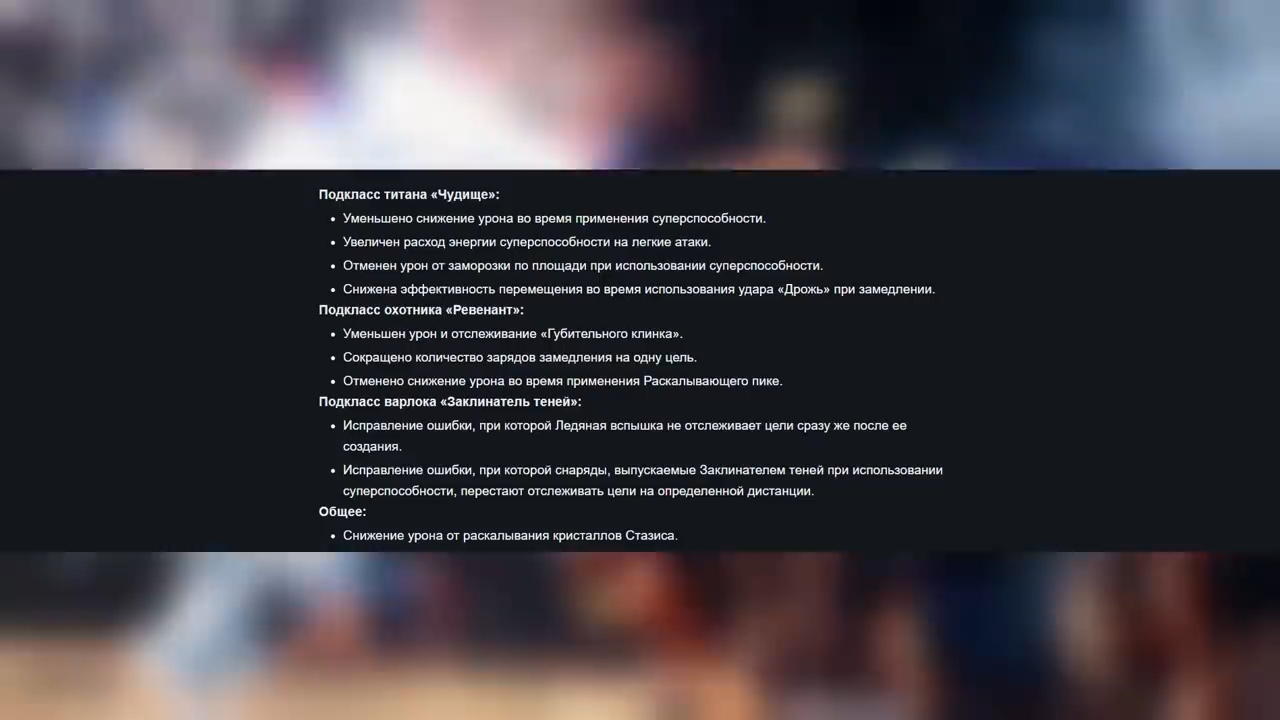 Подкласс титана «Чудище»:
• Уменьшено снижение урона во время применения суперспособности.
• Увеличен расход энергии суперспособности на легкие атаки.
• Отменен урон от заморозки по площади при использовании суперспособности.
• Снижена эффективность перемещения во время использования удара «Дрожь» при замедлении.
Подкласс охотника «Ревенант»:
• Уменьшен урон и отслеживание «Губительного клинка».
• Сокращено количество зарядов замедления на одну цель.
• Отменено снижение урона во время применения Раскалывающего пике.
Подкласс варлока «Заклинатель теней»:
• Исправление ошибки, при которой Ледяная вспышка не отслеживает цели сразу же после ее
создания.
• Исправление ошибки, при которой снаряды, выпускаемые Заклинателем теней при использовании
суперспособности, перестают отслеживать цели на определенной дистанции.
Общее:
• Снижение урона от раскалывания кристаллов Стазиса.